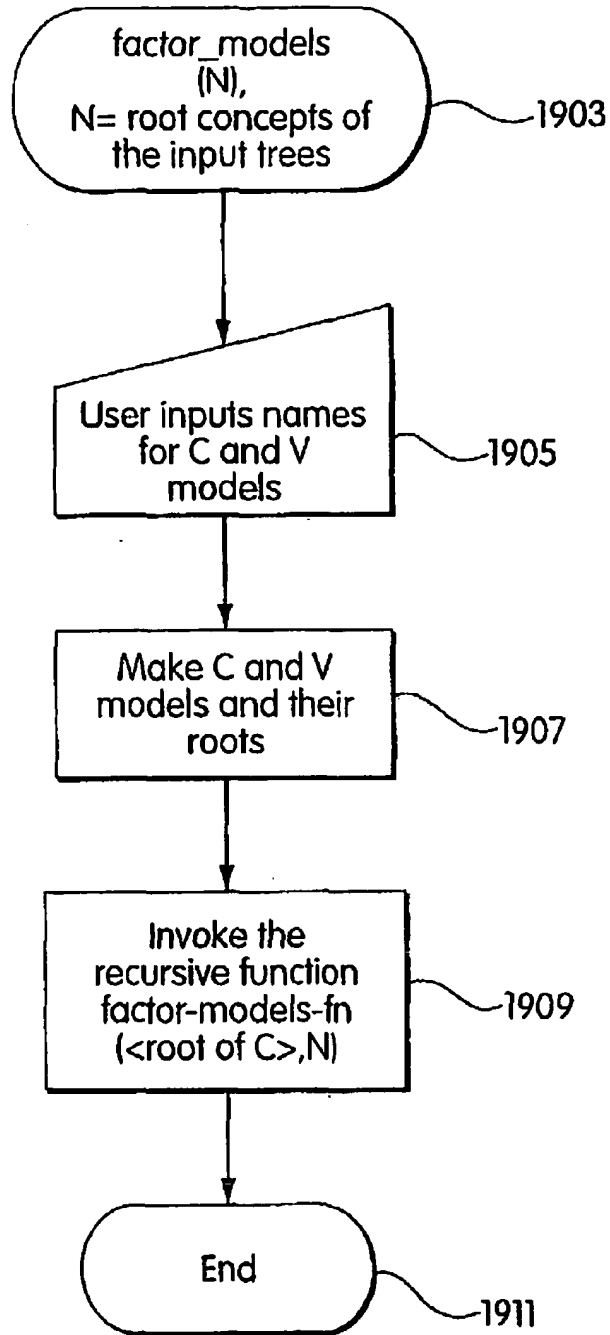 factor_models
(N),
N= root concepts of
the input trees
1903
User inputs names
for C and V
models
1905
Make C and V
models and their
roots
1907
Invoke the
recursive function
factor-models-fn
(<root of C>,N)
1909
End
1911